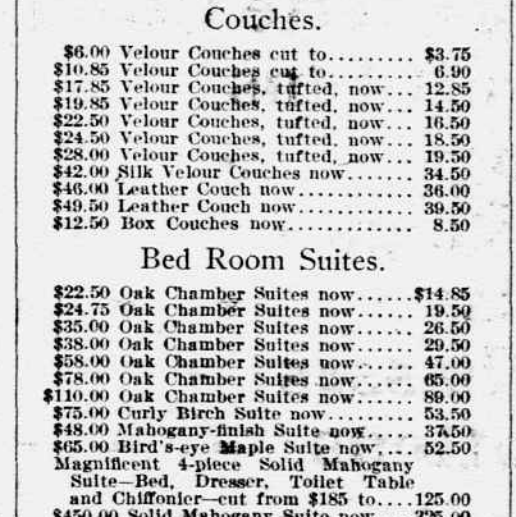 Couches.
$6.00 Velour Couches cut to......... $3.75
$10.85 Velour Couches cut to......... 6.90
$17.85 Velour Couches, tufted, now... 12.85
$19.85 Velour Couches, tufted, now... 14.50
$22.50 Velour Couches, tufted, now... 16.50
$24.50 Velour Couches, tufted, now... 18.50
$28.00 Velour Couches, tufted, now... 19.50
$42.00 Silk Velour Couches now....... 34.50
$46.00 Leather Couch now............ 36.00
$49.50 Leather Couch now............ 39.50
$12.50 Box Couches now............. 8.50
Bed Room Suites.
$22.50 Oak Chamber Suites now......$14.85
$24.75 Oak Chamber Suites now...... 19.50
$35.00 Oak Chamber Suites now...... 26.50
$38.00 Oak Chamber Suites now...... 29.50
$58.00 Oak Chamber Suites now...... 47.00
$78.00 Oak Chamber Suites now...... 65.00
$110.00 Oak Chamber Suites now...... 89.00
$75.00 Curly Birch Suite now......... 53.50
$48.00 Mahogany-finish Suite now.... 37.50
$65.00 Bird's-eye Maple Suite now.... 52.50
Magnificent 4-piece Solid Mahogany
Suite—Bed, Dresser, Toilet Table
and Chiffonier—cut from $185 to....125.00
$450.00 Solid Mahogany Suite now...